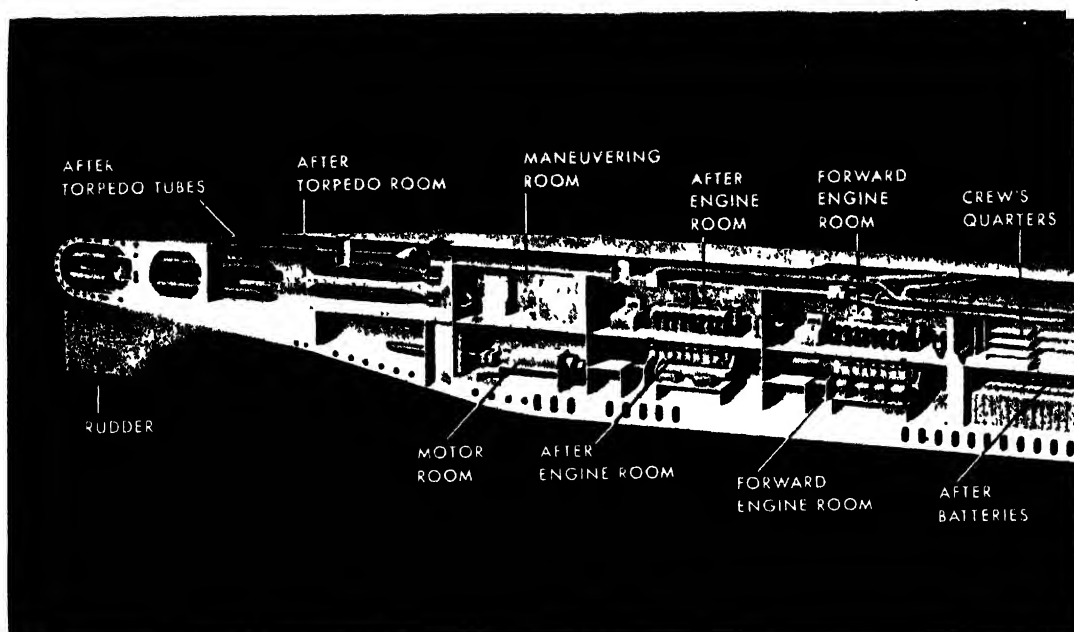 AFTER
TORPEDO TUBES
AFTER
TORPEDO ROOM
MANEUVERING
ROOM
AFTER
ENGINE
ROOM
FORWARD
ENGINE
ROOM
CREW'S
QUARTERS
RUDDER
MOTOR
ROOM
AFTER
ENGINE ROOM
FORWARD
ENGINE ROOM
AFTER
BATTERIES